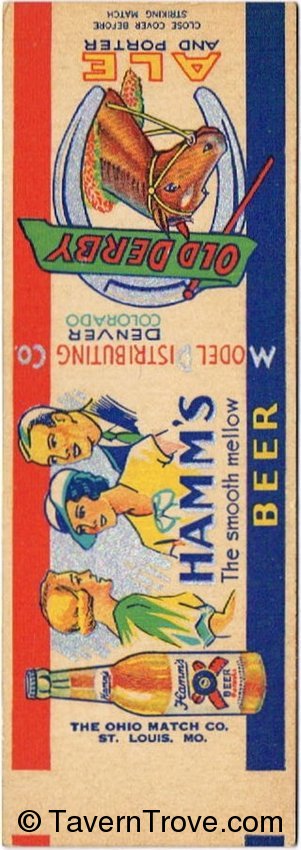 CLOSE COVER BEFORE
STRIKING MATCH
ALE
AND PORTER
OLD DERBY
MODEL DISTRIBUTING CO.
DENVER
COLORADO
HAMM'S
The smooth mellow
BEER
Hamm's
Hamm's
BEER
THE OHIO MATCH CO.
ST. LOUIS, MO.
© TavernTrove.com